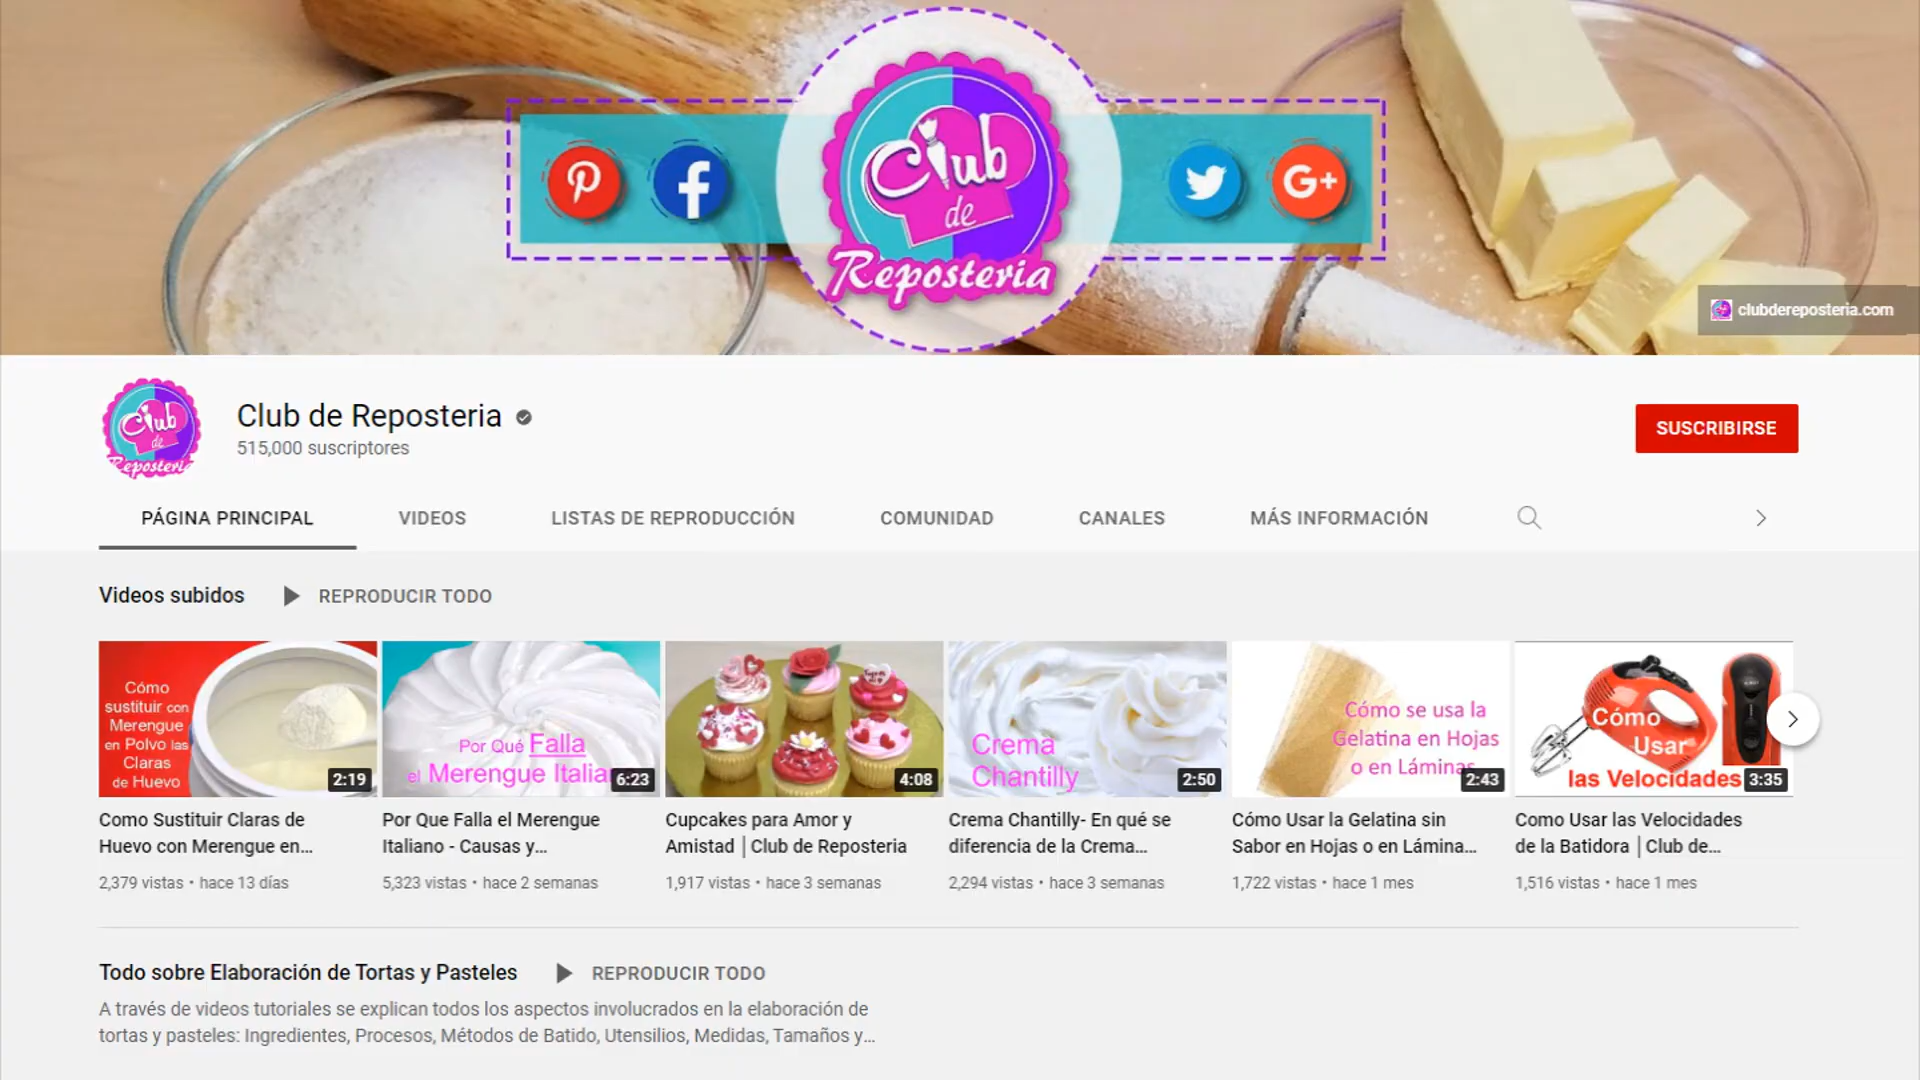 Club
de
Reposteria
G+
clubdereposteria.com
Club
de
Reposteria
Club de Reposteria
515,000 suscriptores
SUSCRIBIRSE
PÁGINA PRINCIPAL
VIDEOS
LISTAS DE REPRODUCCIÓN
COMUNIDAD
CANALES
MÁS INFORMACIÓN
Videos subidos
REPRODUCIR TODO
Cómo
sustituir con
Merengue
en Polvo las
Claras
de Huevo
2:19
Por Qué Falla
el Merengue Italia
6:23
4:08
Crema
Chantilly
2:50
Cómo se usa la
Gelatina en Hojas
o en Láminas
2:43
Cómo
Usar
las Velocidades
3:35
Como Sustituir Claras de
Huevo con Merengue en...
2,379 vistas • hace 13 días
Por Que Falla el Merengue
Italiano - Causas y...
5,323 vistas • hace 2 semanas
Cupcakes para Amor y
Amistad │Club de Reposteria
1,917 vistas • hace 3 semanas
Crema Chantilly- En qué se
diferencia de la Crema...
2,294 vistas • hace 3 semanas
Cómo Usar la Gelatina sin
Sabor en Hojas o en Lámina...
1,722 vistas • hace 1 mes
Como Usar las Velocidades
de la Batidora │Club de...
1,516 vistas • hace 1 mes
Todo sobre Elaboración de Tortas y Pasteles
REPRODUCIR TODO
A través de videos tutoriales se explican todos los aspectos involucrados en la elaboración de
tortas y pasteles: Ingredientes, Procesos, Métodos de Batido, Utensilios, Medidas, Tamaños y...